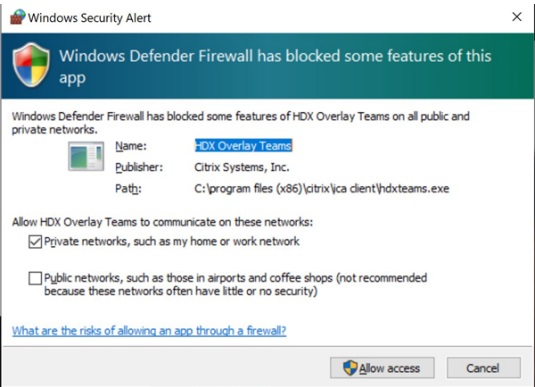 Windows Security Alert
Windows Defender Firewall has blocked some features of this
app
Windows Defender Firewall has blocked some features of HDX Overlay Teams on all public and
private networks.
Name: HDX Overlay Teams
Publisher: Citrix Systems, Inc.
Path: C:\program files (x86)\citrix\ica client\hdxteams.exe
Allow HDX Overlay Teams to communicate on these networks:
Private networks, such as my home or work network
Public networks, such as those in airports and coffee shops (not recommended
because these networks often have little or no security)
What are the risks of allowing an app through a firewall?
Allow access Cancel